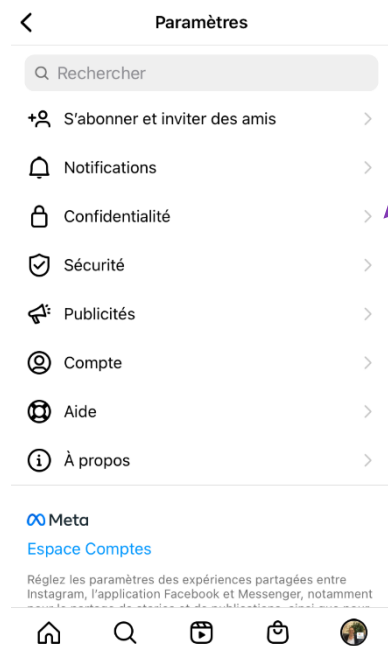 Paramètres
Rechercher
S'abonner et inviter des amis
Notifications
Confidentialité
Sécurité
Publicités
Compte
Aide
À propos
Meta
Espace Comptes
Réglez les paramètres des expériences partagées entre
Instagram, l'application Facebook et Messenger, notamment